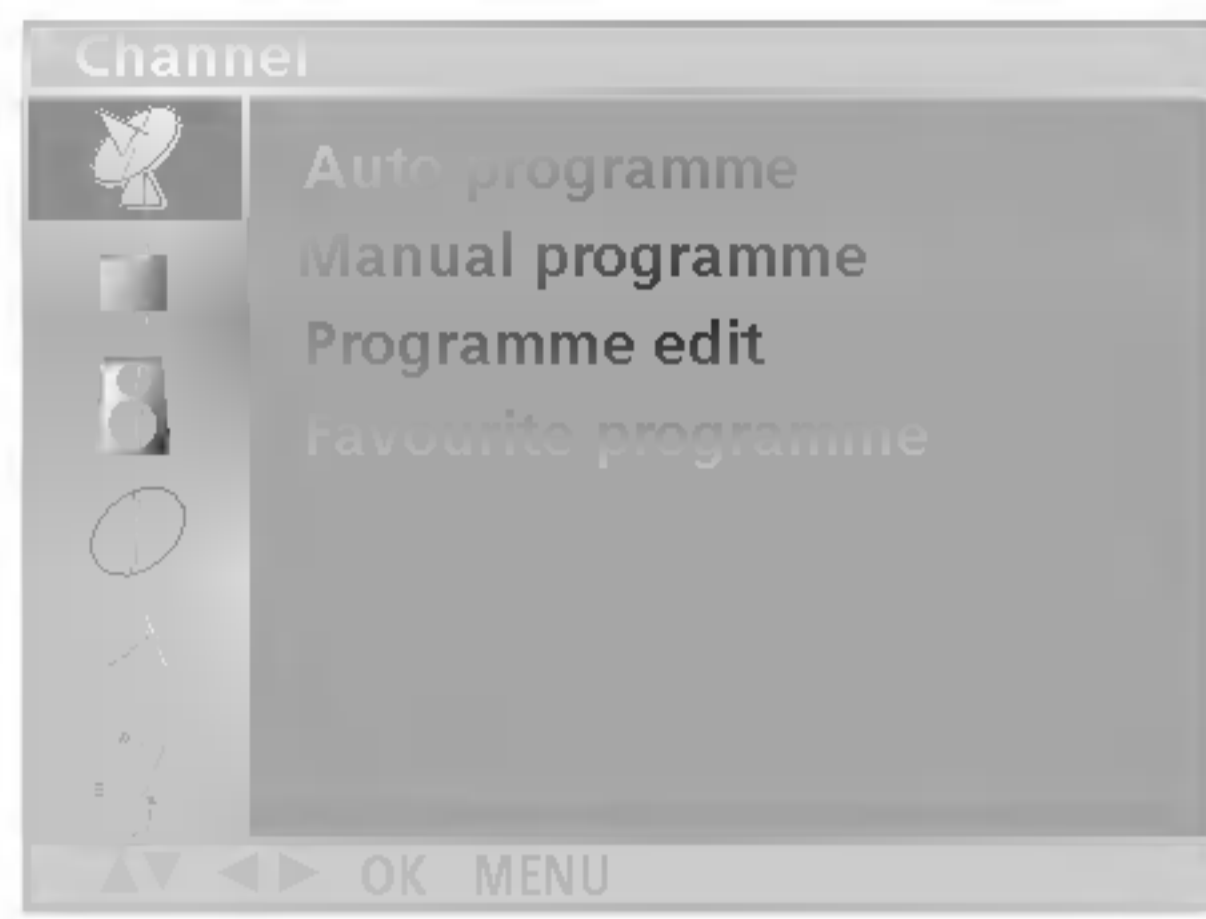 Channel
Auto programme
Manual programme
Programme edit
Favourite programme
▲▼ ◀▶ OK MENU